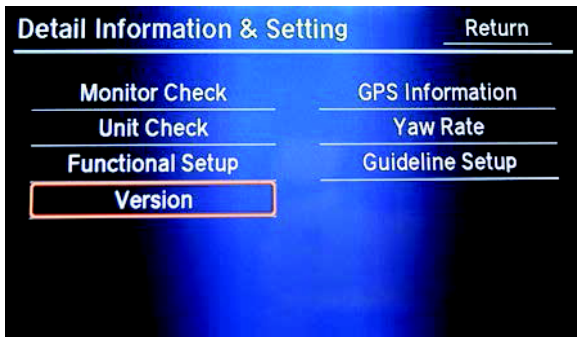 Detail Information & Setting
Return
Monitor Check
GPS Information
Unit Check
Yaw Rate
Functional Setup
Guideline Setup
Version